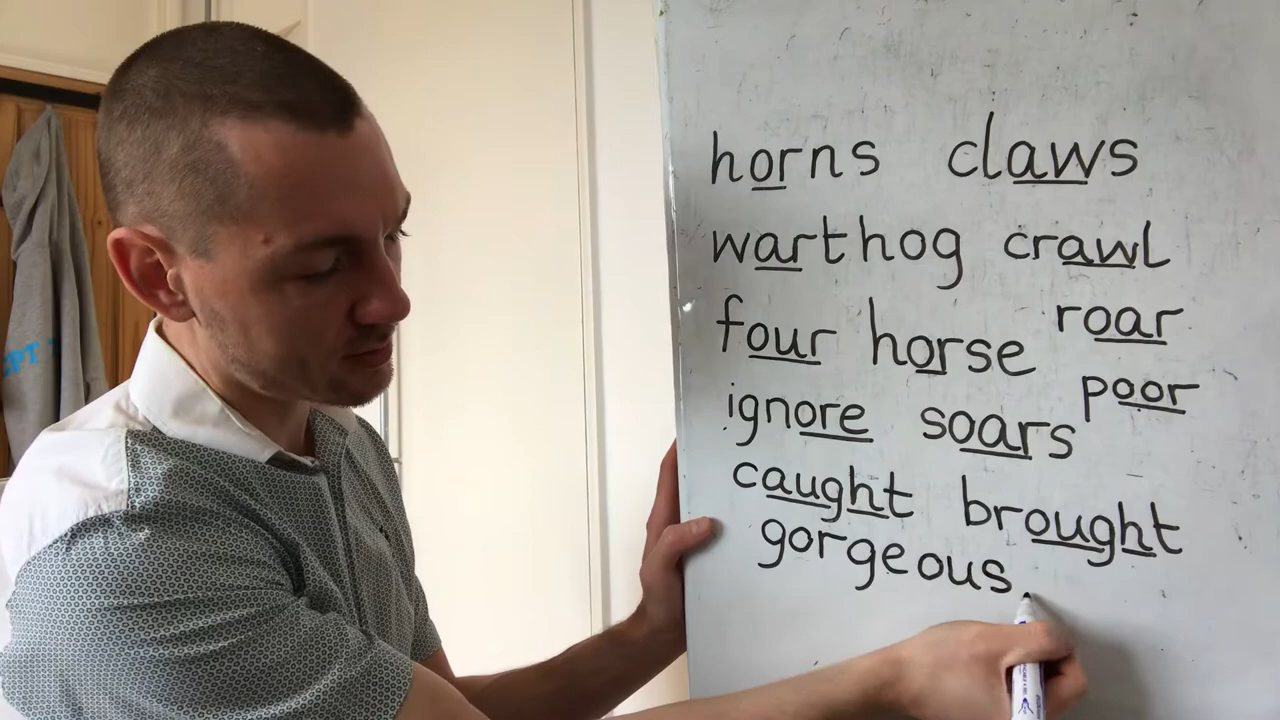 horns claws
warthog crawl
four horse roar
poor
ignore soars
caught brought
gorgeous